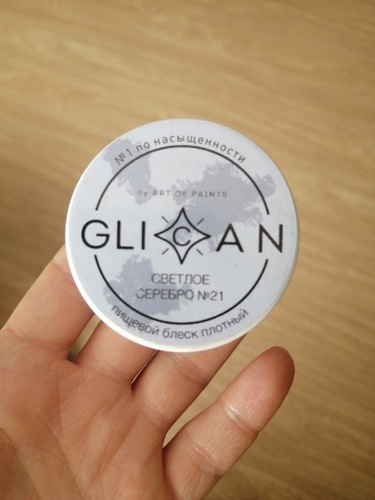 №1 по насыщенности
by ART OF PAINTS
GLICAN
СВЕТЛОЕ
СЕРЕБРО №21
пищевой блеск плотный